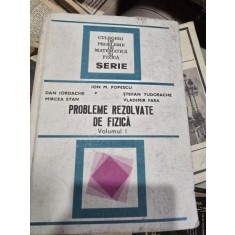 CULEGERI
DE
PROBLEME
DE
MATEMATICĂ
ȘI
FIZICĂ
SERIE
ION M. POPESCU
DAN IORDACHE ȘTEFAN TUDORACHE
MIRCEA STAN VLADIMIR FARA
PROBLEME REZOLVATE
DE FIZICĂ
Volumul I